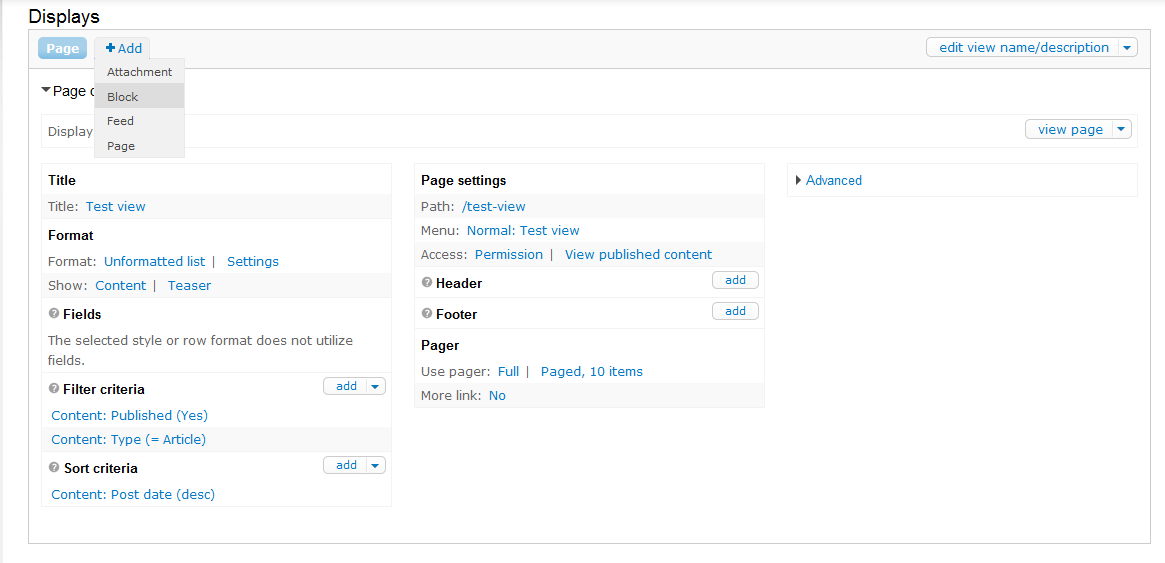 Displays
Page
Add
edit view name/description
Attachment
Block
Feed
Page
Page
Display
view page
Title
Title: Test view
Format
Format: Unformatted list | Settings
Show: Content | Teaser
Fields
The selected style or row format does not utilize
fields.
Filter criteria add
Content: Published (Yes)
Content: Type (= Article)
Sort criteria add
Content: Post date (desc)
Page settings
Path: /test-view
Menu: Normal: Test view
Access: Permission | View published content
Header add
Footer add
Pager
Use pager: Full | Paged, 10 items
More link: No
Advanced